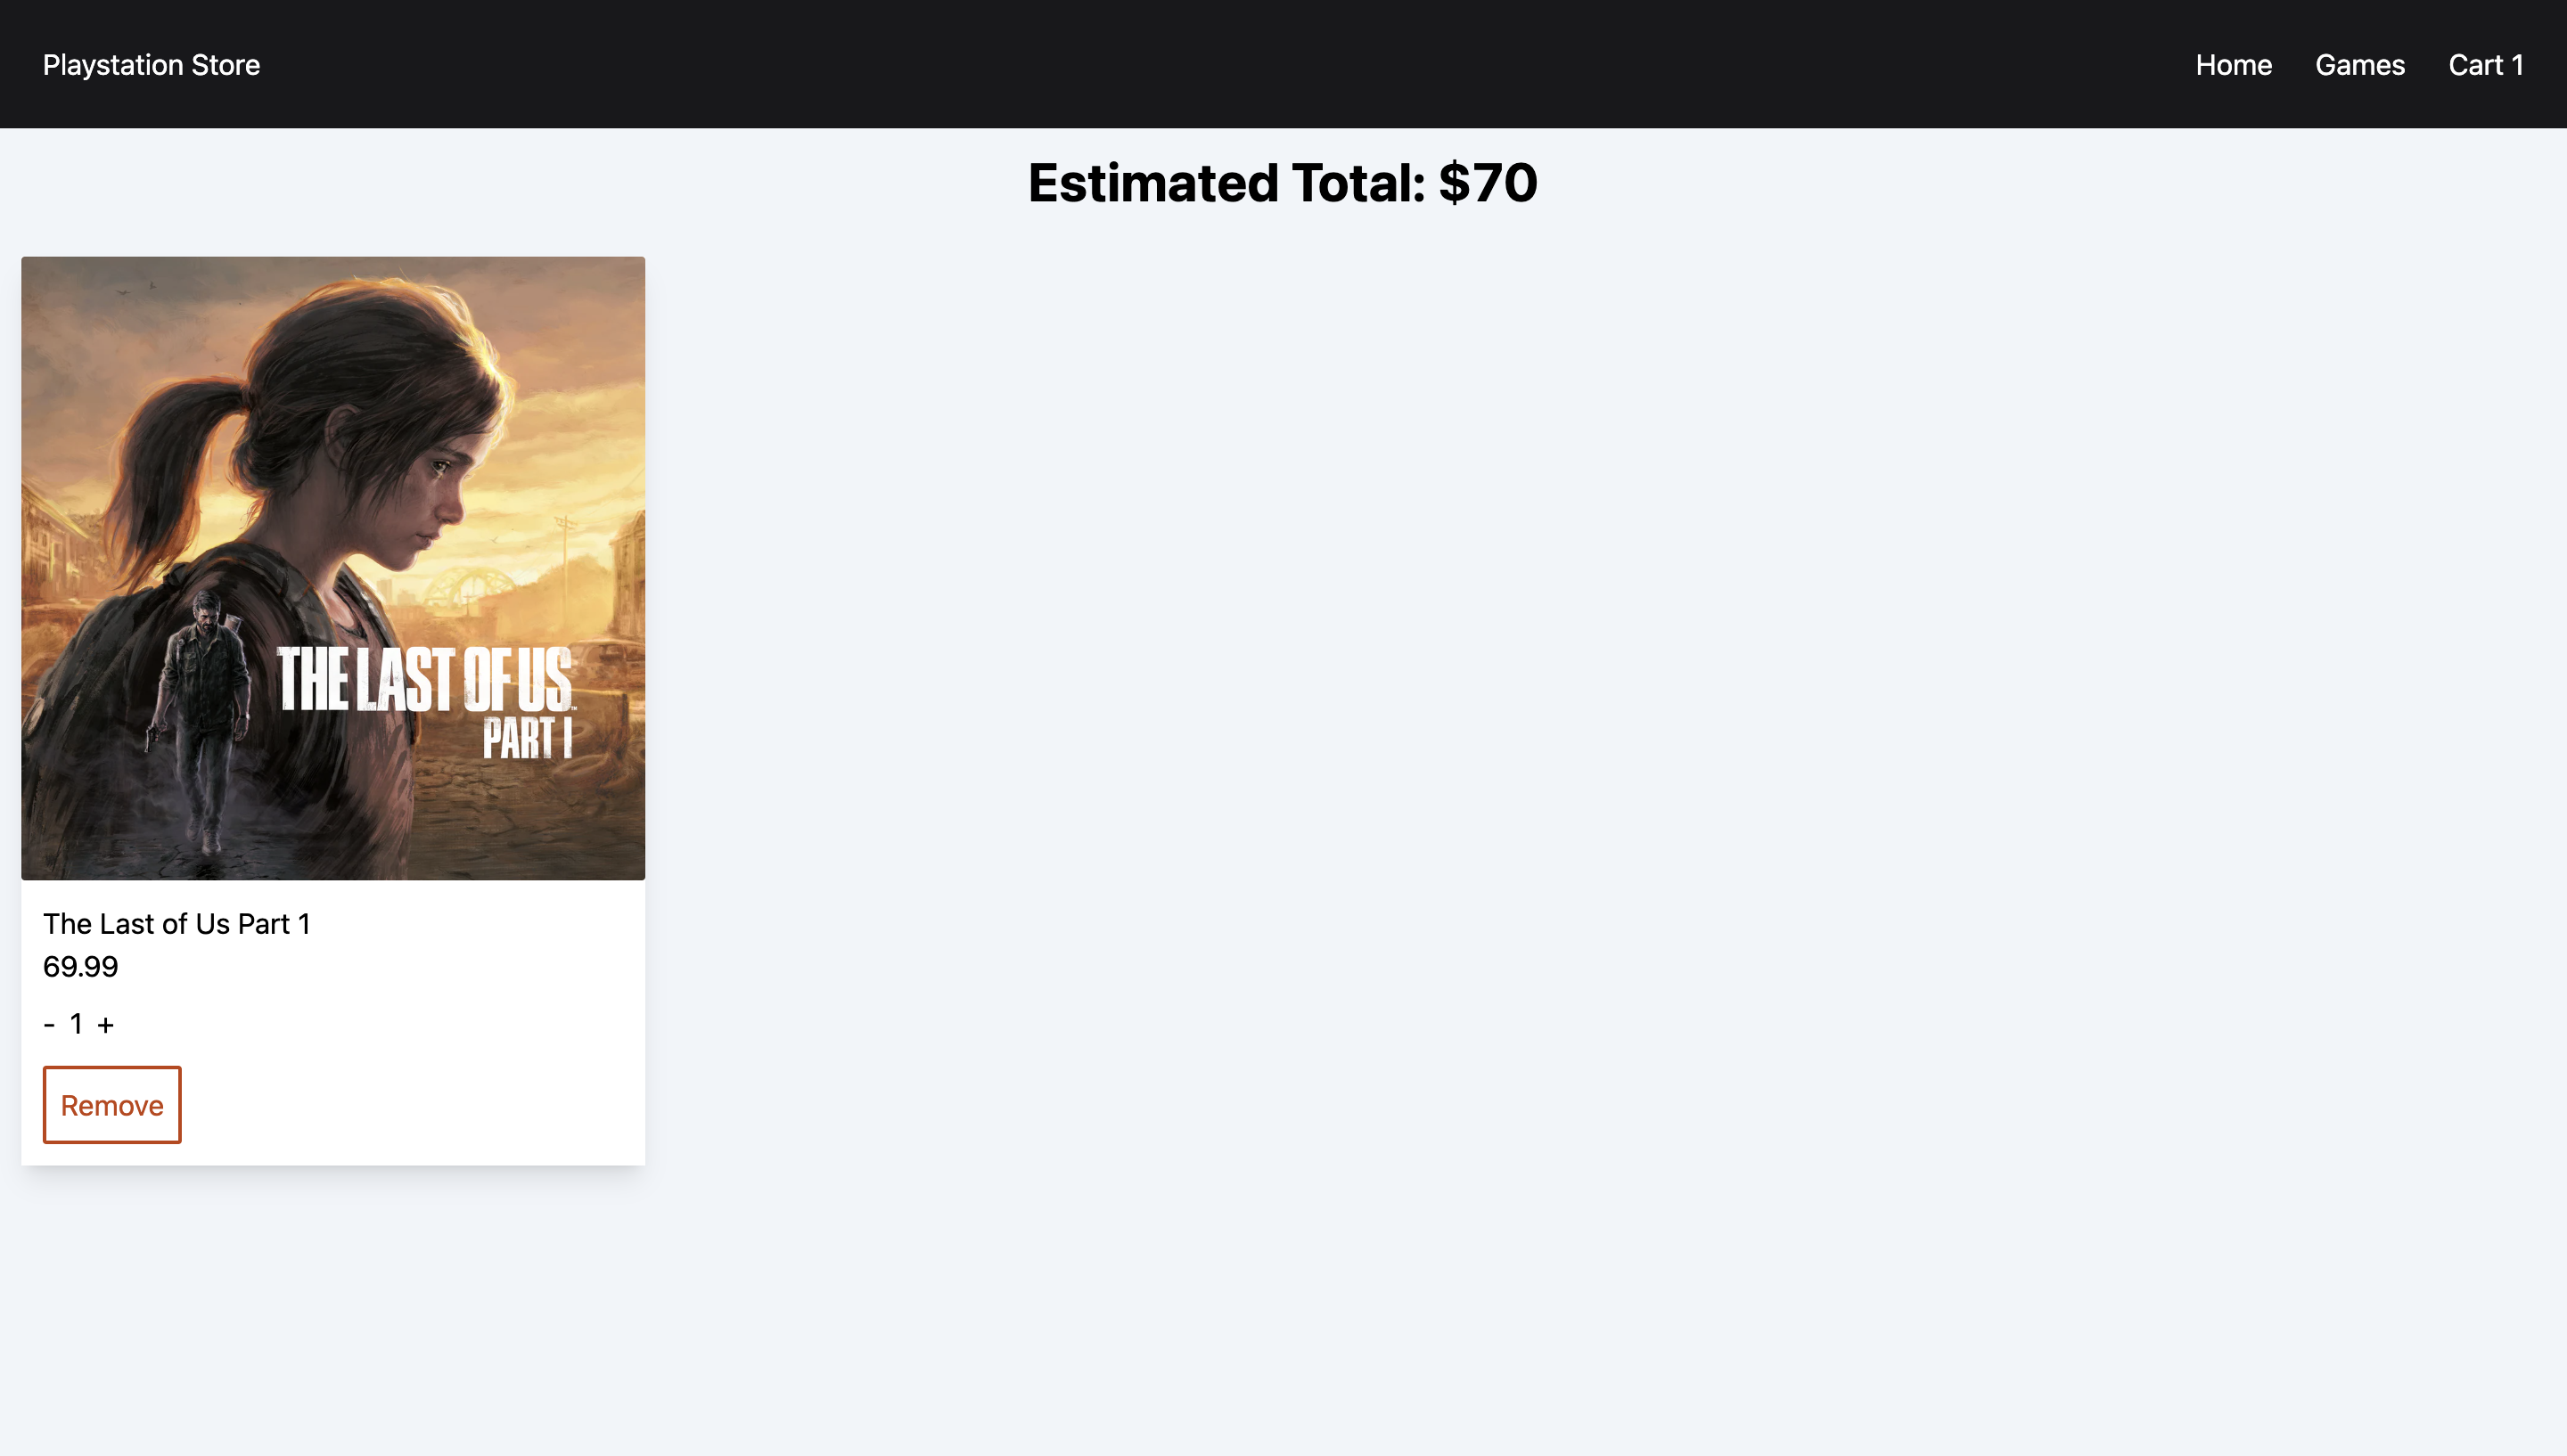 Playstation Store
Home
Games
Cart 1
Estimated Total: $70
THE LAST OF US™
PART I
The Last of Us Part 1
69.99
- 1 +
Remove